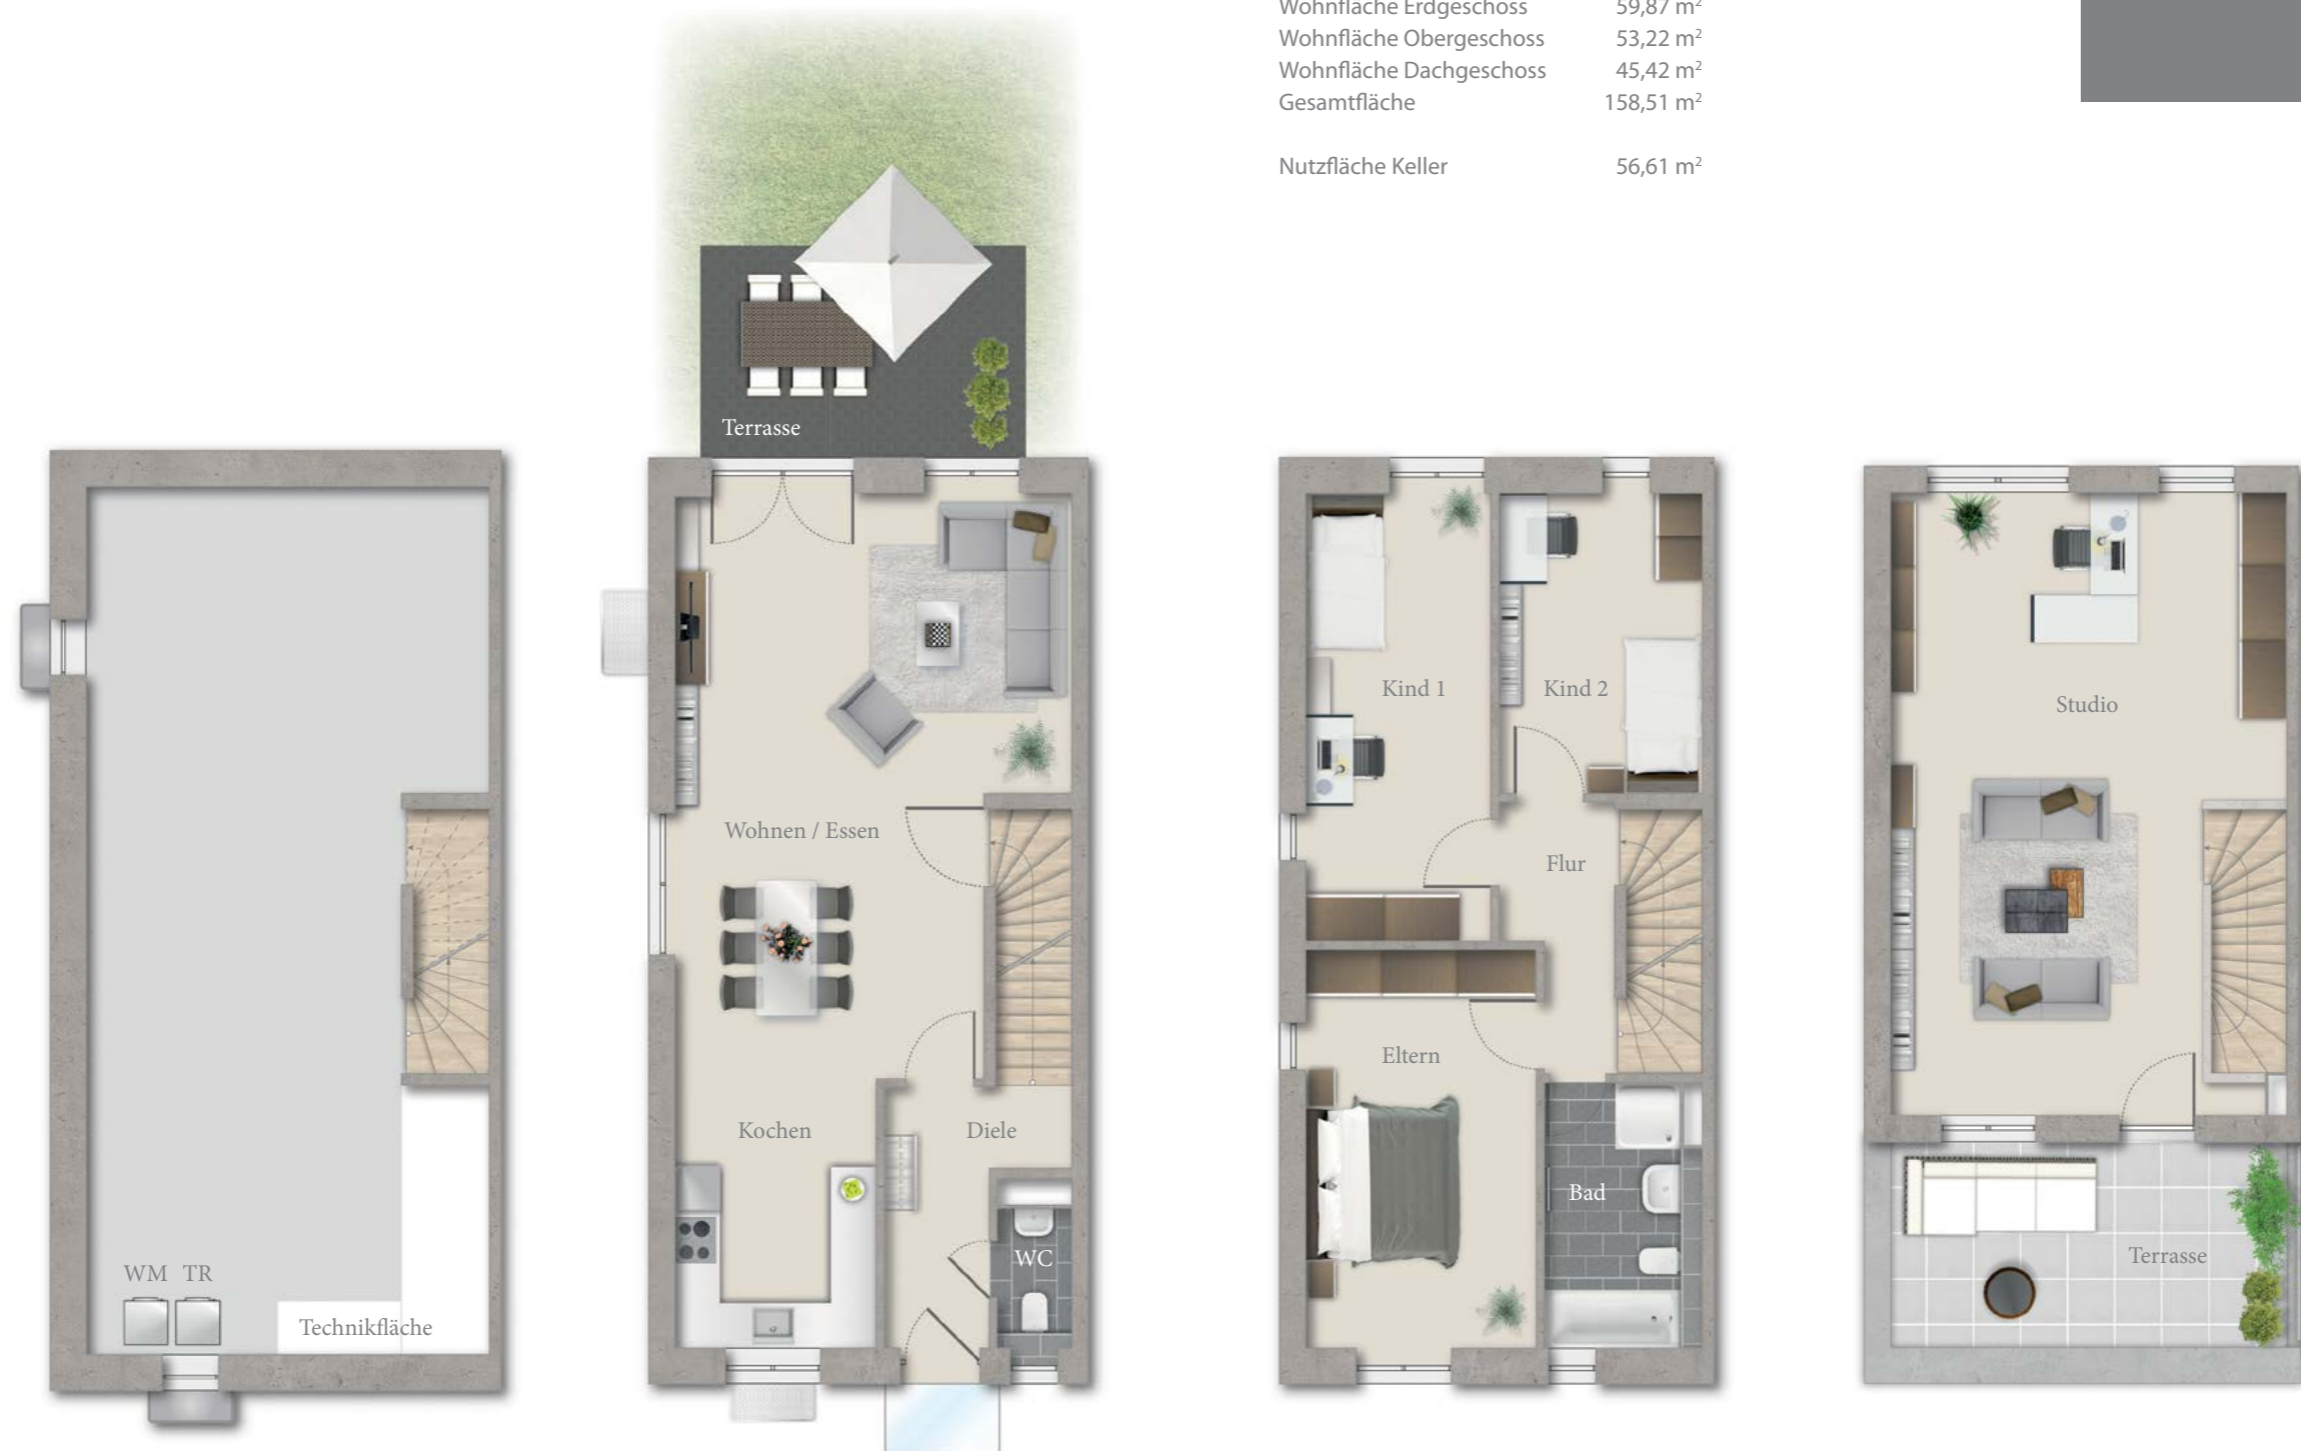 Wohnfläche Erdgeschoss 59,87 m²
Wohnfläche Obergeschoss 53,22 m²
Wohnfläche Dachgeschoss 45,42 m²
Gesamtfläche 158,51 m²
Nutzfläche Keller 56,61 m²
WM TR
Technikfläche
Terrasse
Wohnen / Essen
Kochen
Diele
WC
Kind 1
Kind 2
Flur
Eltern
Bad
Studio
Terrasse